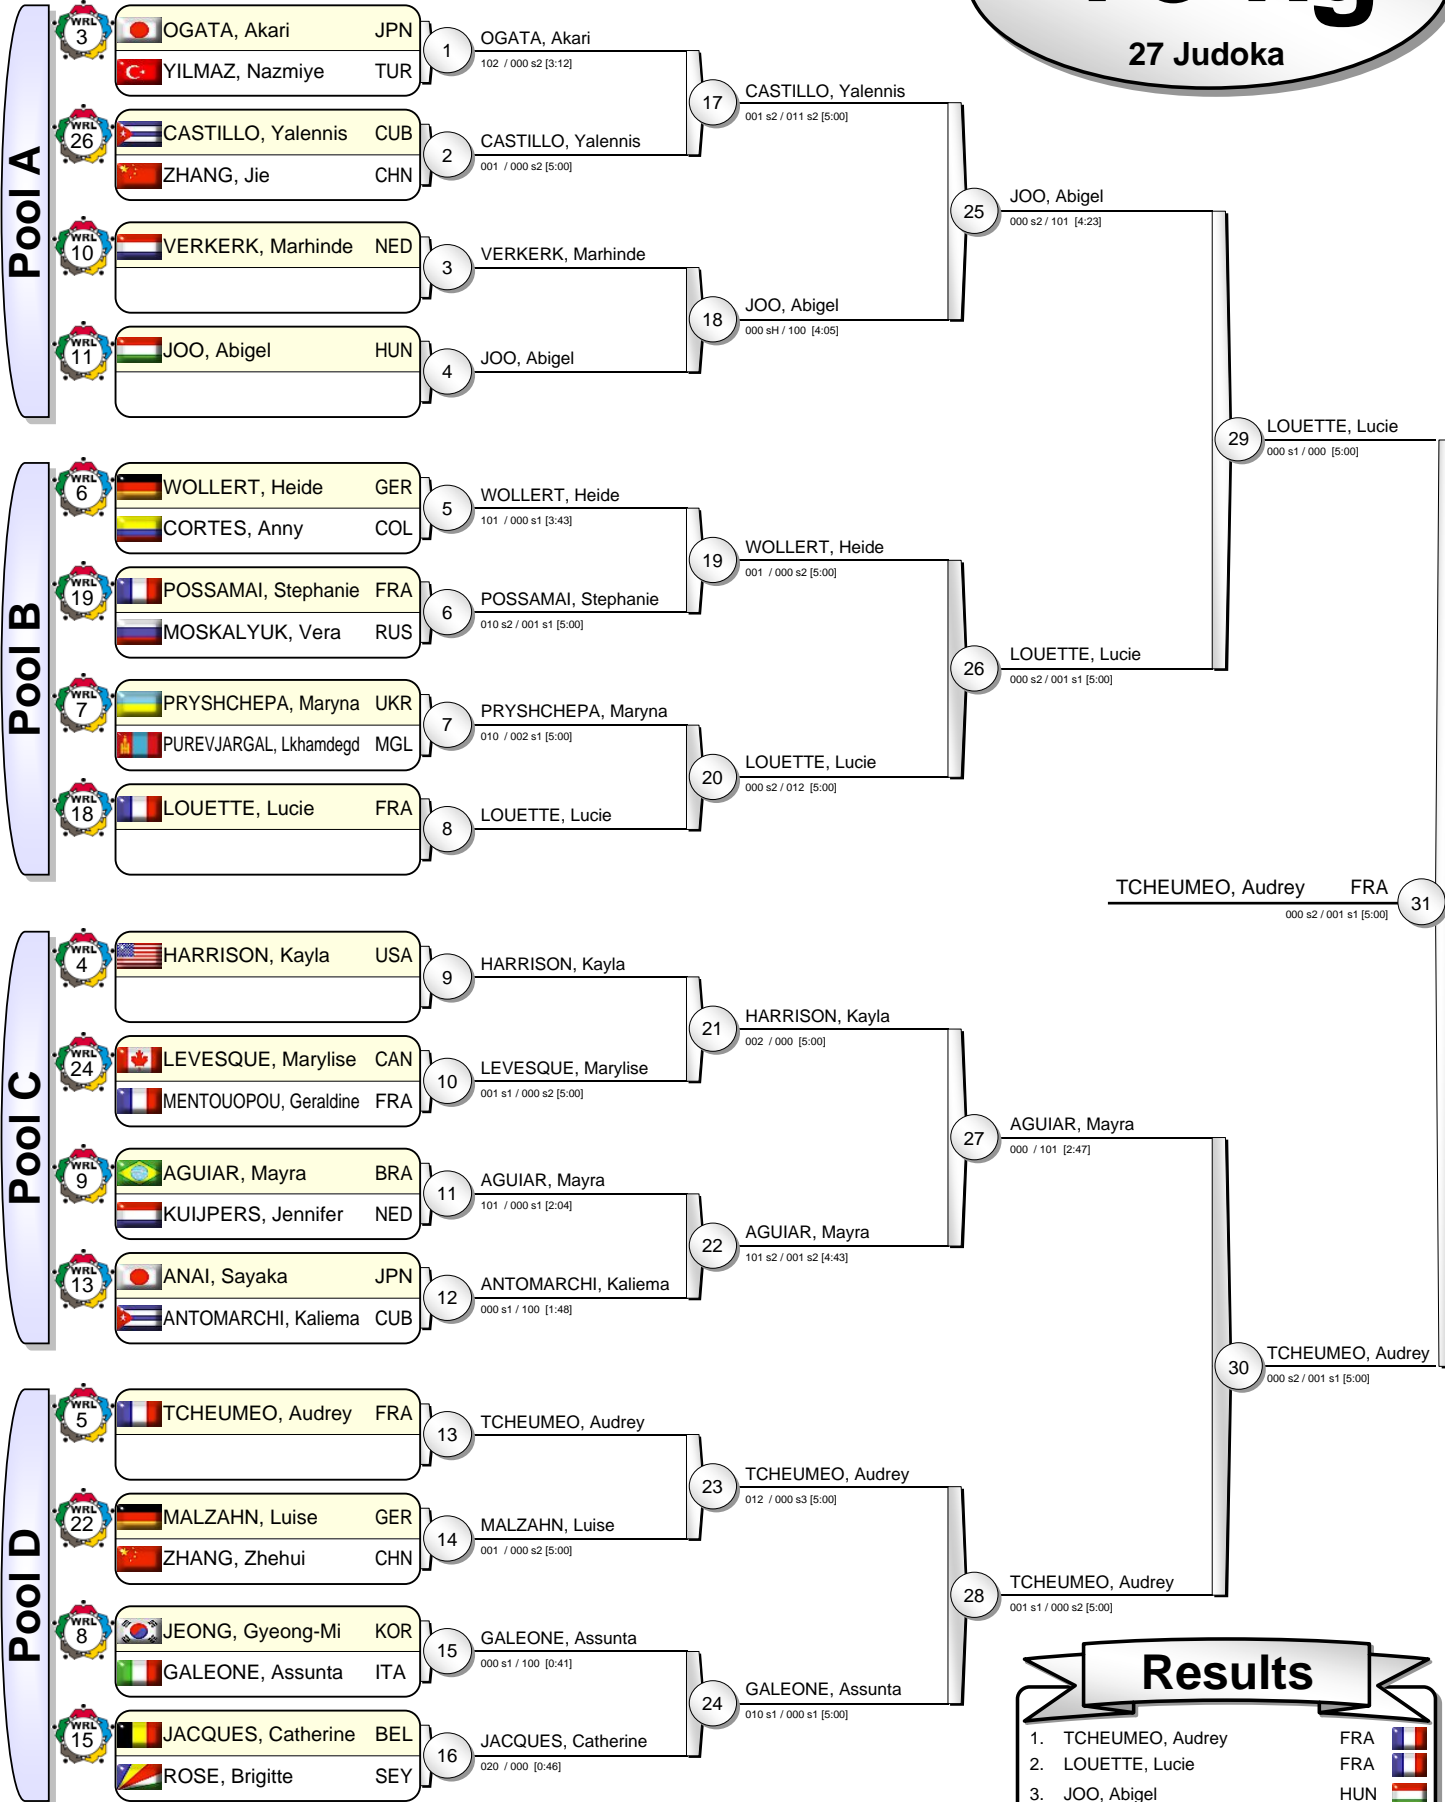 27 Judoka
Pool A
WRL 3
OGATA, Akari JPN
YILMAZ, Nazmiye TUR
1
OGATA, Akari
102 / 000 s2 [3:12]
WRL 26
CASTILLO, Yalennis CUB
ZHANG, Jie CHN
2
CASTILLO, Yalennis
001 / 000 s2 [5:00]
17
CASTILLO, Yalennis
001 s2 / 011 s2 [5:00]
WRL 10
VERKERK, Marhinde NED
3
VERKERK, Marhinde
WRL 11
JOO, Abigel HUN
4
JOO, Abigel
18
JOO, Abigel
000 sH / 100 [4:05]
25
JOO, Abigel
000 s2 / 101 [4:23]
Pool B
WRL 6
WOLLERT, Heide GER
CORTES, Anny COL
5
WOLLERT, Heide
101 / 000 s1 [3:43]
WRL 19
POSSAMAI, Stephanie FRA
MOSKALYUK, Vera RUS
6
POSSAMAI, Stephanie
010 s2 / 001 s1 [5:00]
19
WOLLERT, Heide
001 / 000 s2 [5:00]
WRL 7
PRYSHCHEPA, Maryna UKR
PUREVJARGAL, Lkhamdegd MGL
7
PRYSHCHEPA, Maryna
010 / 002 s1 [5:00]
WRL 18
LOUETTE, Lucie FRA
8
LOUETTE, Lucie
20
LOUETTE, Lucie
000 s2 / 012 [5:00]
26
LOUETTE, Lucie
000 s2 / 001 s1 [5:00]
29
LOUETTE, Lucie
000 s1 / 000 [5:00]
TCHEUMEO, Audrey FRA
000 s2 / 001 s1 [5:00]
31
Pool C
WRL 4
HARRISON, Kayla USA
9
HARRISON, Kayla
WRL 24
LEVESQUE, Marylise CAN
MENTOUOPOU, Geraldine FRA
10
LEVESQUE, Marylise
001 s1 / 000 s2 [5:00]
21
HARRISON, Kayla
002 / 000 [5:00]
WRL 9
AGUIAR, Mayra BRA
KUIJPERS, Jennifer NED
11
AGUIAR, Mayra
101 / 000 s1 [2:04]
WRL 13
ANAI, Sayaka JPN
ANTOMARCHI, Kaliema CUB
12
ANTOMARCHI, Kaliema
000 s1 / 100 [1:48]
22
AGUIAR, Mayra
101 s2 / 001 s2 [4:43]
27
AGUIAR, Mayra
000 / 101 [2:47]
Pool D
WRL 5
TCHEUMEO, Audrey FRA
13
TCHEUMEO, Audrey
WRL 22
MALZAHN, Luise GER
ZHANG, Zhehui CHN
14
MALZAHN, Luise
001 / 000 s2 [5:00]
23
TCHEUMEO, Audrey
012 / 000 s3 [5:00]
WRL 8
JEONG, Gyeong-Mi KOR
GALEONE, Assunta ITA
15
GALEONE, Assunta
000 s1 / 100 [0:41]
WRL 15
JACQUES, Catherine BEL
ROSE, Brigitte SEY
16
JACQUES, Catherine
020 / 000 [0:46]
24
GALEONE, Assunta
010 s1 / 000 s1 [5:00]
28
TCHEUMEO, Audrey
001 s1 / 000 s2 [5:00]
30
TCHEUMEO, Audrey
000 s2 / 001 s1 [5:00]
Results
1. TCHEUMEO, Audrey FRA
2. LOUETTE, Lucie FRA
3. JOO, Abigel HUN